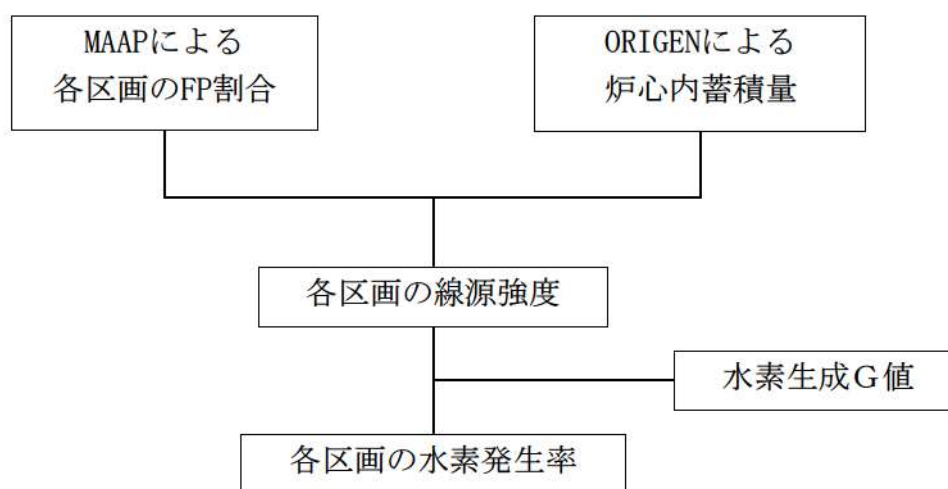 MAAPによる
各区画のFP割合
ORIGENによる
炉心内蓄積量
各区画の線源強度
水素生成G値
各区画の水素発生率